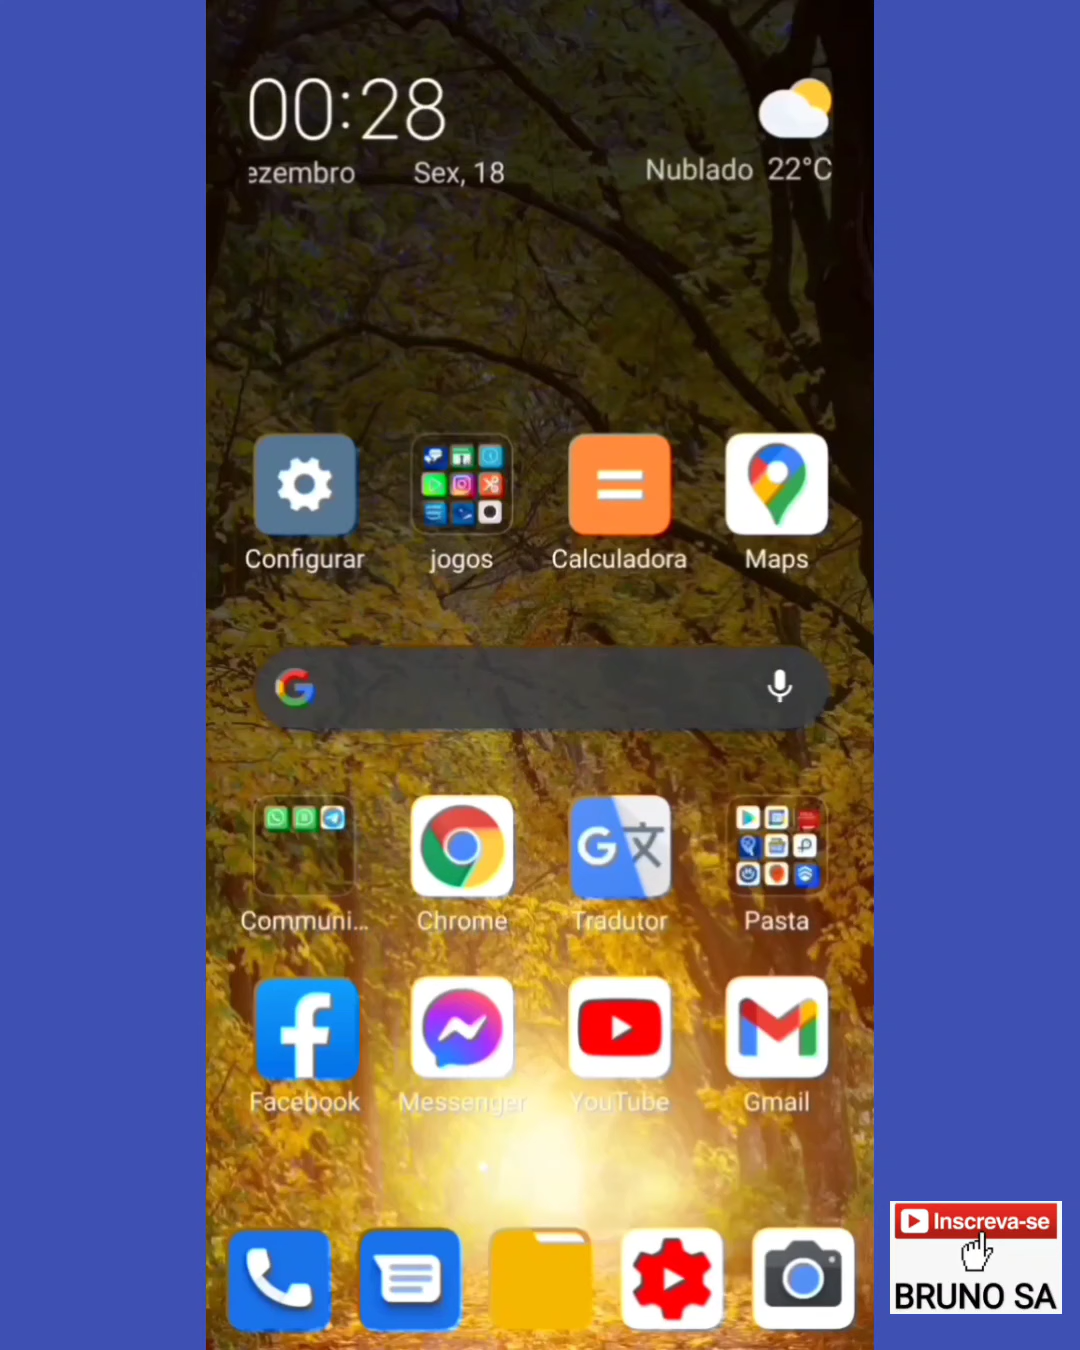 00:28
ezembro Sex, 18
Nublado 22°C
Configurar
jogos
Calculadora
Maps
Communi...
Chrome
Tradutor
Pasta
Facebook
Messenger
YouTube
Gmail
Inscreva-se
BRUNO SA